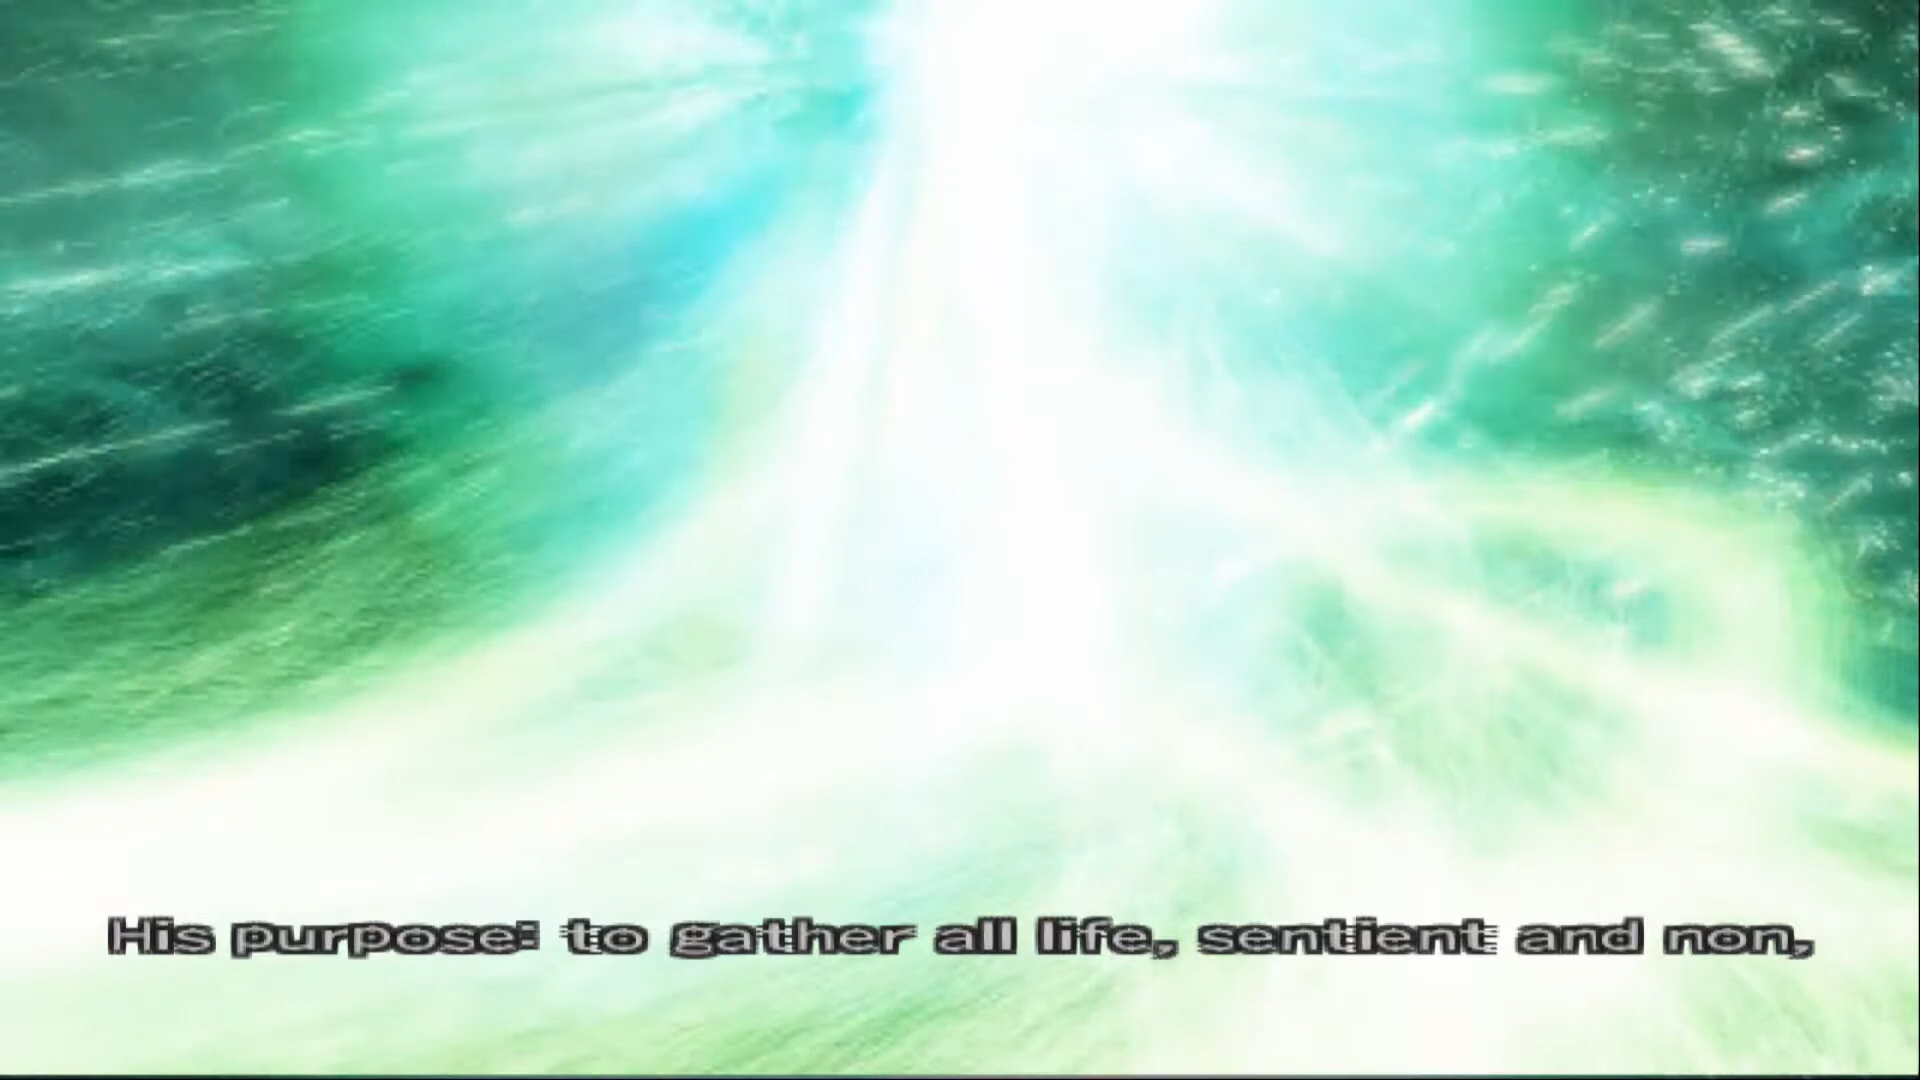 His purpose: to gather all life, sentient and non,